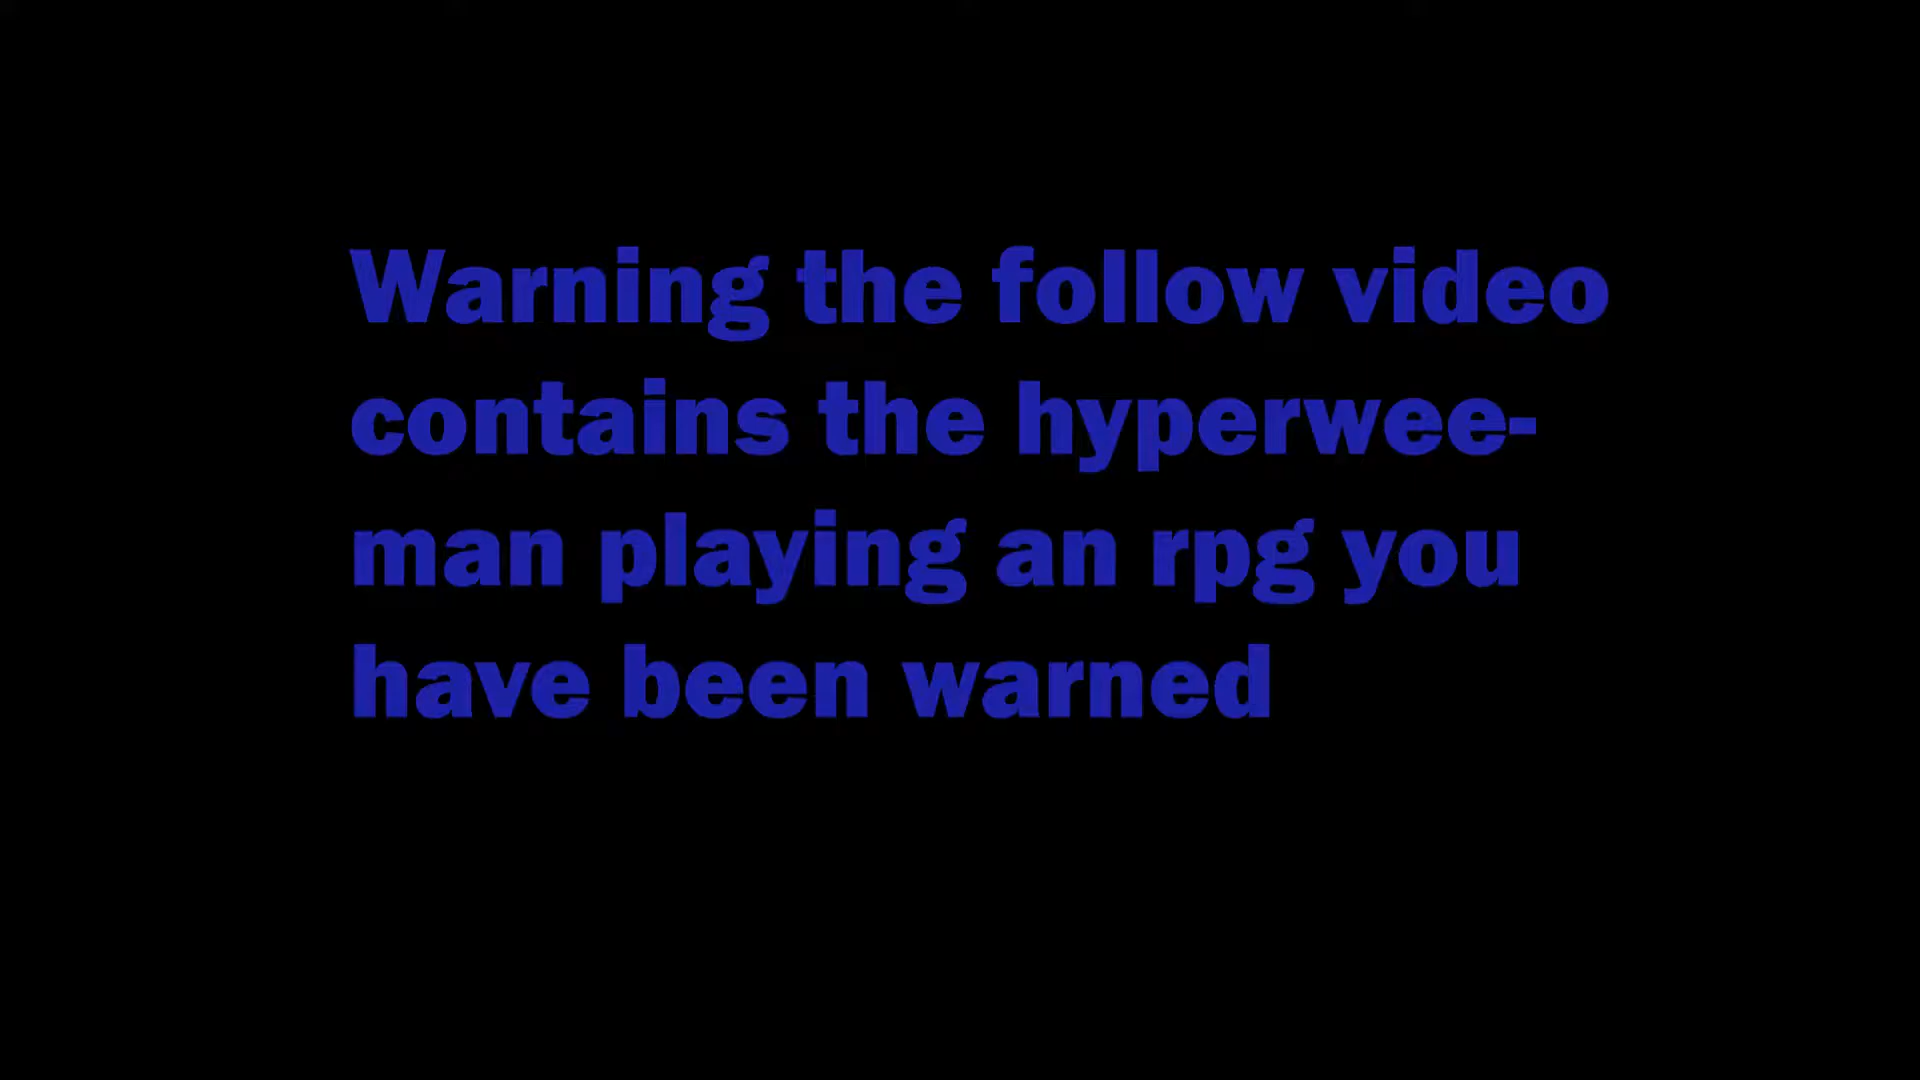 Warning the follow video
contains the hyperwee-
man playing an rpg you
have been warned